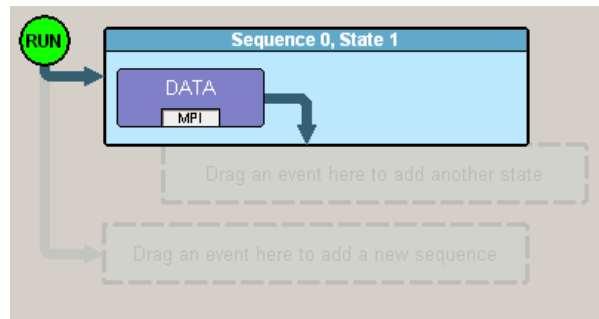 RUN
Sequence 0, State 1
DATA
MPI
Drag an event here to add another state
Drag an event here to add a new sequence